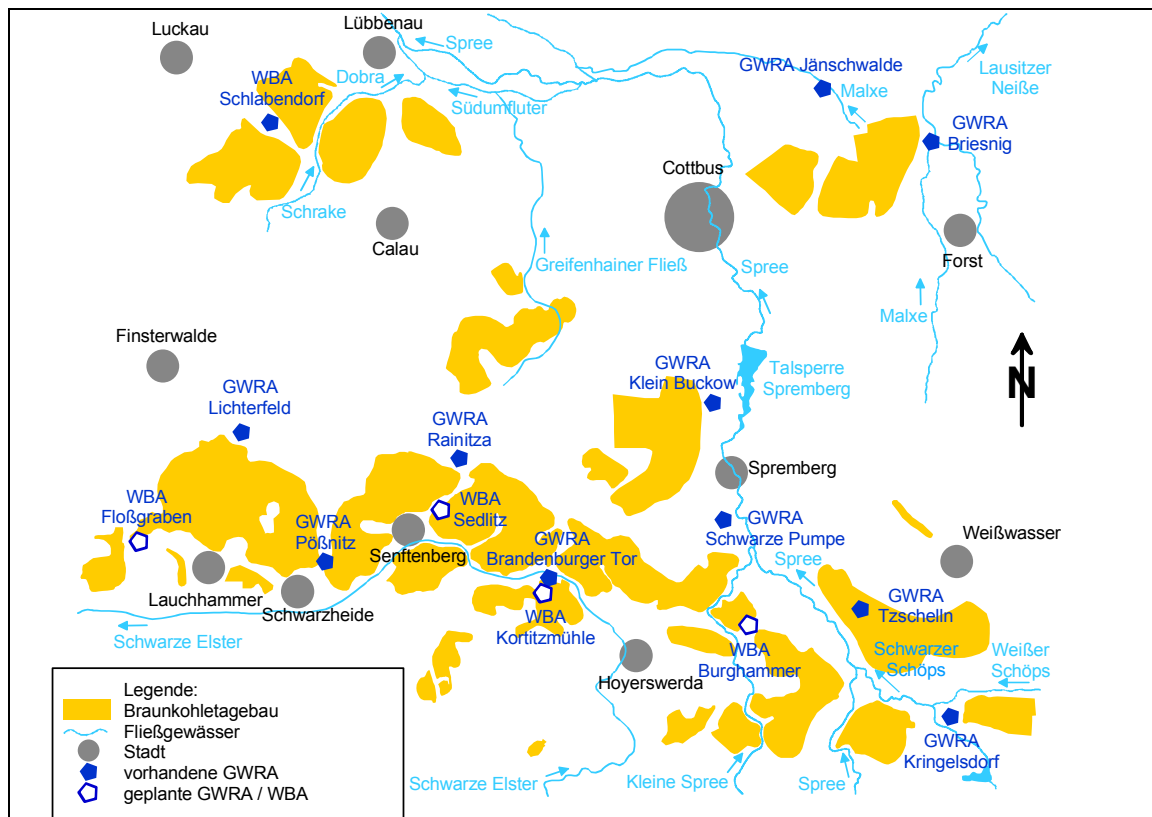 Luckau
Lübbenau
Spree
WBA
Schlabendorf
Dobra
Südumfluter
GWRA Jänschwalde
Malxe
Lausitzer
Neiße
GWRA
Briesnig
Cottbus
Schrake
Calau
Greifenhainer Fließ
Spree
Forst
Malxe
Finsterwalde
GWRA
Lichterfeld
GWRA
Klein Buckow
Talsperre
Spremberg
N
GWRA
Rainitza
Spremberg
WBA
Floßgraben
GWRA
Pößnitz
WBA
Sedlitz
Senftenberg
GWRA
Brandenburger Tor
GWRA
Schwarze Pumpe
Weißwasser
Spree
Lauchhammer
Schwarzheide
WBA
Kortitzmühle
GWRA
Tzschelln
Schwarze Elster
Hoyerswerda
WBA
Burghammer
Schwarzer
Schöps
Weißer
Schöps
GWRA
Kringelsdorf
Schwarze Elster
Kleine Spree
Spree
Legende:
Braunkohletagebau
Fließgewässer
Stadt
vorhandene GWRA
geplante GWRA / WBA